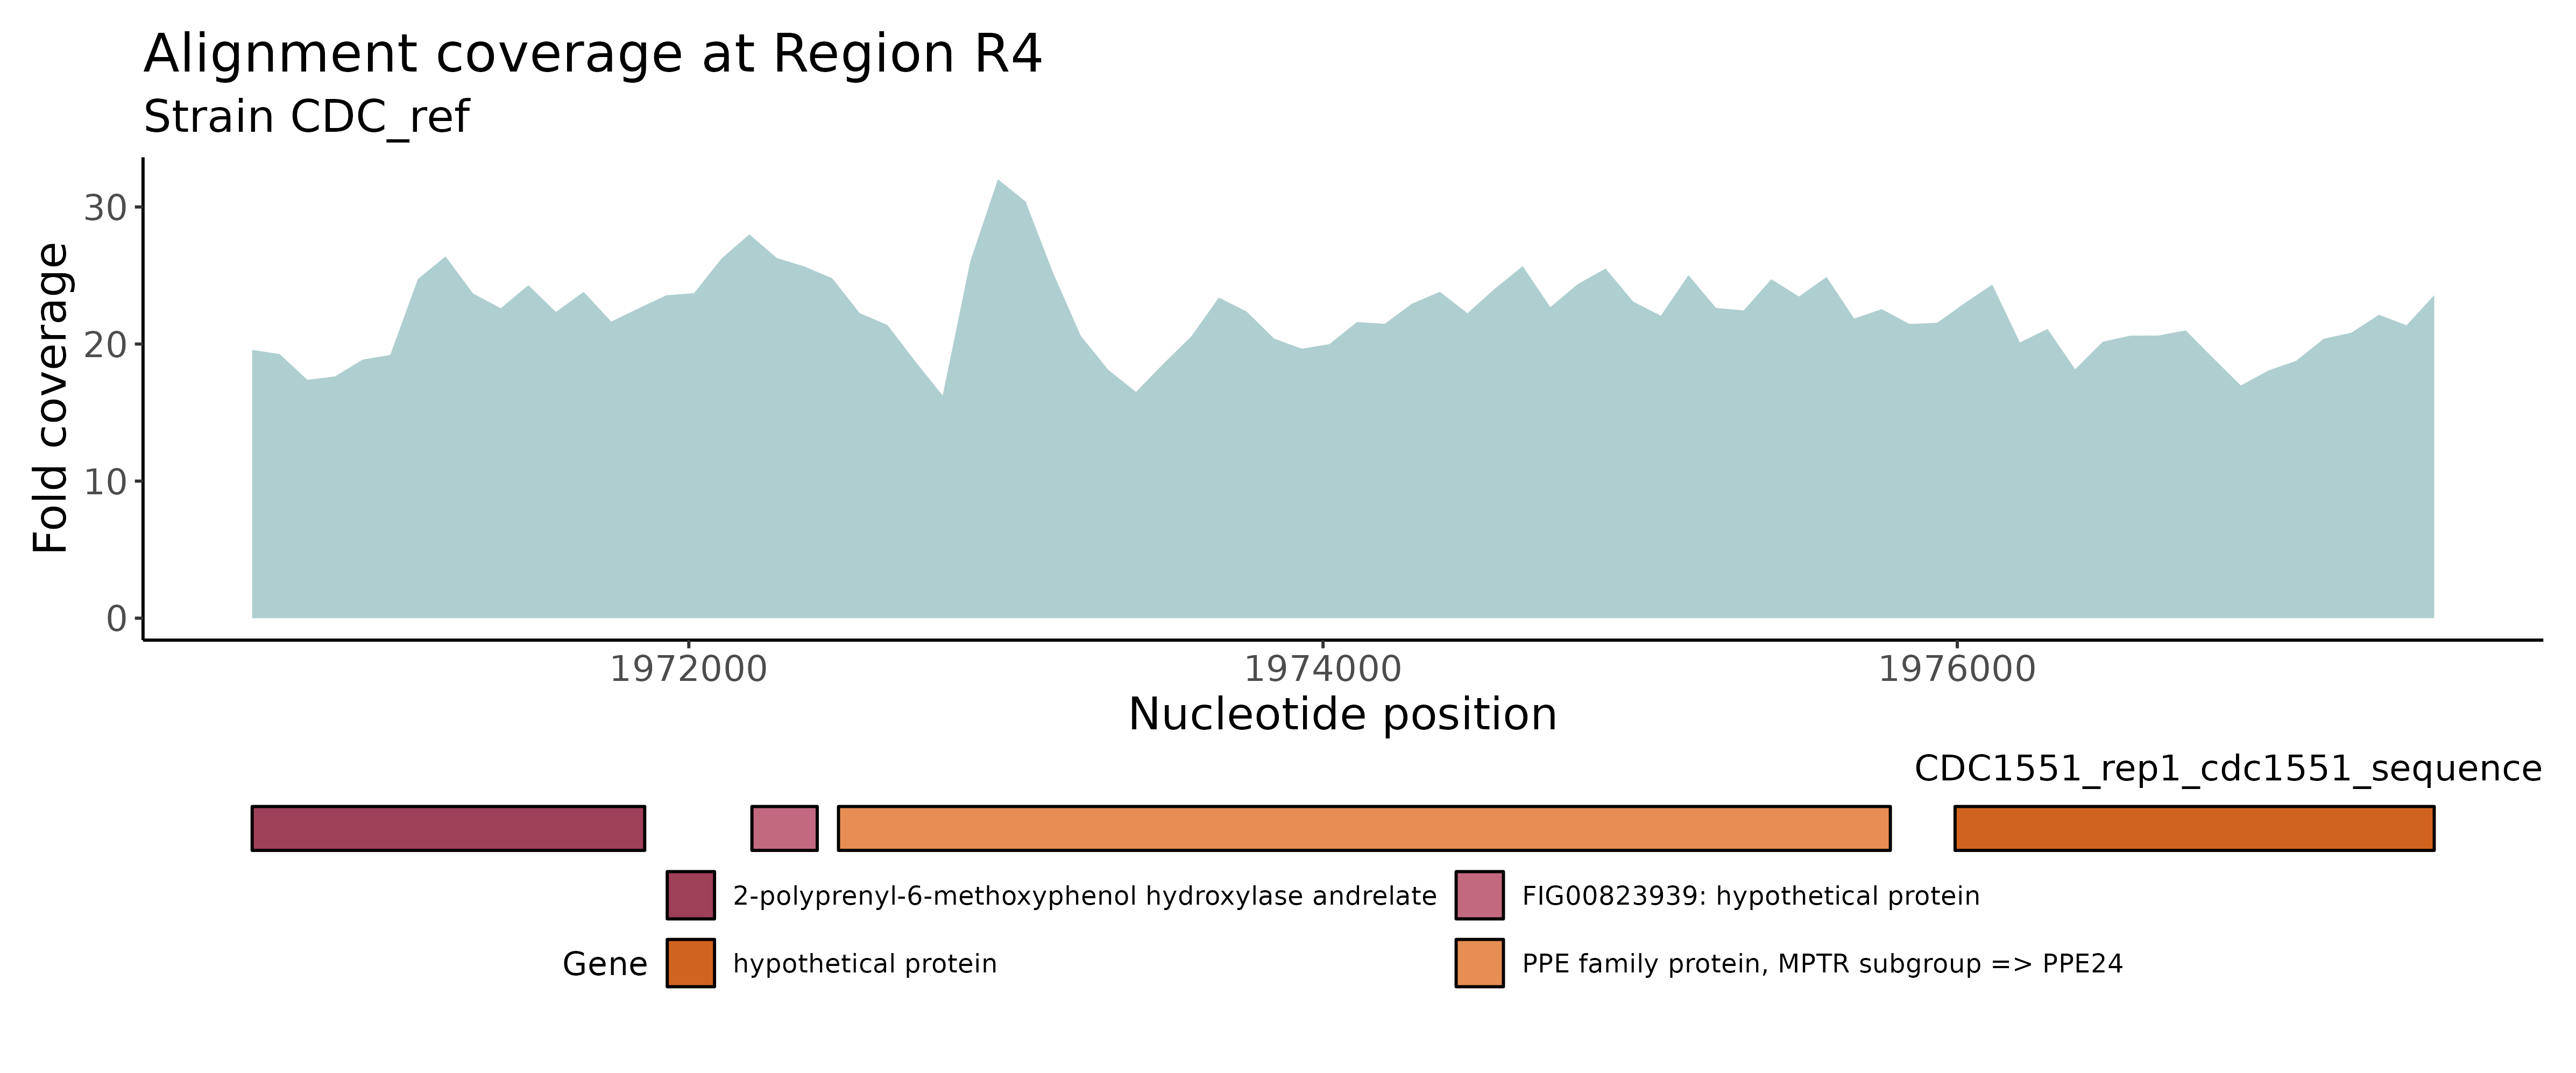 Alignment coverage at Region R4
Strain CDC_ref
Fold coverage
30
20
10
0
1972000 1974000 1976000
Nucleotide position
CDC1551_rep1_cdc1551_sequence
2-polyprenyl-6-methoxyphenol hydroxylase andrelate FIG00823939: hypothetical protein
Gene hypothetical protein PPE family protein, MPTR subgroup => PPE24